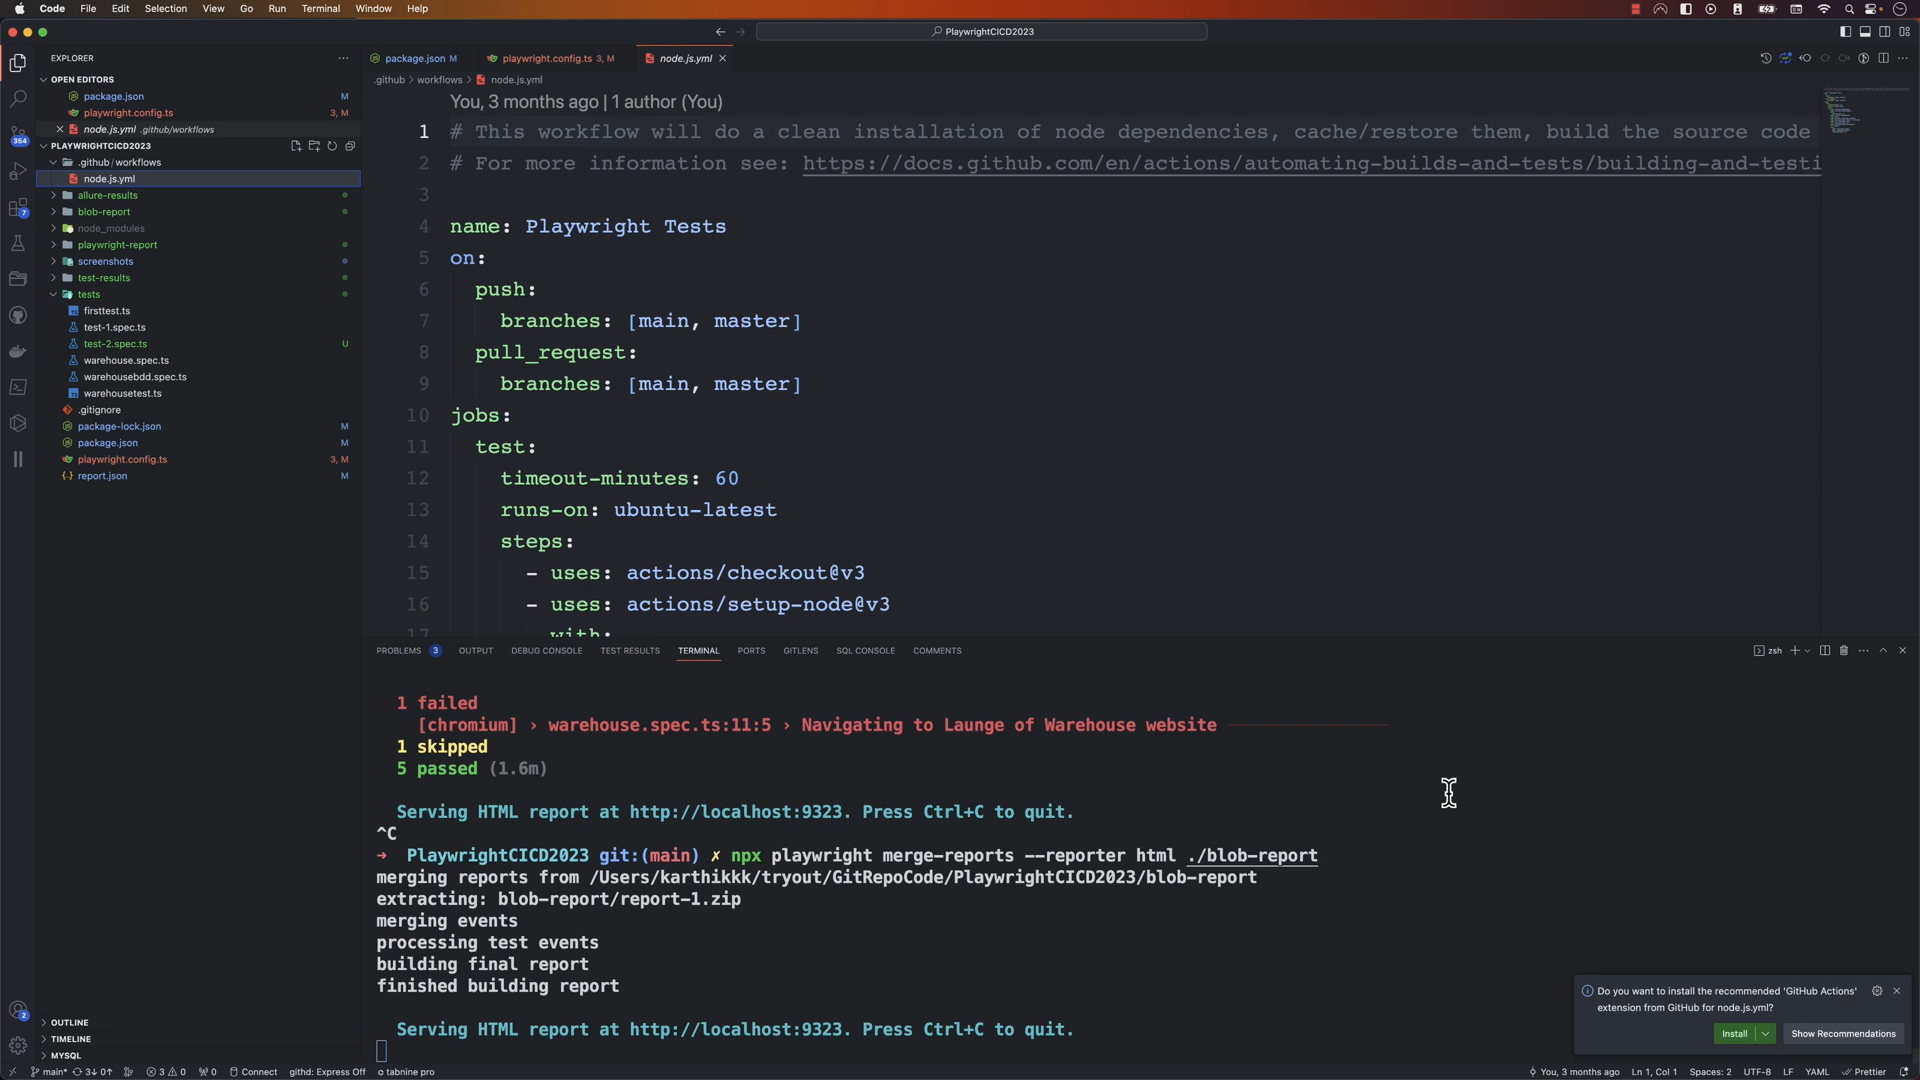 Code File Edit Selection View Go Run Terminal Window Help
PlaywrightCICD2023
EXPLORER
OPEN EDITORS
package.json M
playwright.config.ts 3, M
node.js.yml .github/workflows
PLAYWRIGHTCICD2023
.github/workflows
node.js.yml
allure-results
blob-report
node_modules
playwright-report
screenshots
test-results
tests
firsttest.ts
test-1.spec.ts
test-2.spec.ts U
warehouse.spec.ts
warehousebdd.spec.ts
warehousetest.ts
.gitignore
package-lock.json M
package.json M
playwright.config.ts 3, M
report.json M
OUTLINE
TIMELINE
MYSQL
354
7
2
package.json M playwright.config.ts 3, M node.js.yml
.github > workflows > node.js.yml
You, 3 months ago | 1 author (You)
1 # This workflow will do a clean installation of node dependencies, cache/restore them, build the source code
2 # For more information see: https://docs.github.com/en/actions/automating-builds-and-tests/building-and-testi
3
4 name: Playwright Tests
5 on:
6 push:
7 branches: [main, master]
8 pull_request:
9 branches: [main, master]
10 jobs:
11 test:
12 timeout-minutes: 60
13 runs-on: ubuntu-latest
14 steps:
15 - uses: actions/checkout@v3
16 - uses: actions/setup-node@v3
17 with:
PROBLEMS 3 OUTPUT DEBUG CONSOLE TEST RESULTS TERMINAL PORTS GITLENS SQL CONSOLE COMMENTS
zsh
1 failed
[chromium] › warehouse.spec.ts:11:5 › Navigating to Launge of Warehouse website
1 skipped
5 passed (1.6m)
Serving HTML report at http://localhost:9323. Press Ctrl+C to quit.
^C
➜ PlaywrightCICD2023 git:(main) ✗ npx playwright merge-reports --reporter html ./blob-report
merging reports from /Users/karthikkk/tryout/GitRepoCode/PlaywrightCICD2023/blob-report
extracting: blob-report/report-1.zip
merging events
processing test events
building final report
finished building report
Serving HTML report at http://localhost:9323. Press Ctrl+C to quit.
Do you want to install the recommended 'GitHub Actions'
extension from GitHub for node.js.yml?
Install Show Recommendations
main* 3↓ 0↑ 3 0 0 Connect githd: Express Off tabnine pro You, 3 months ago Ln 1, Col 1 Spaces: 2 UTF-8 LF YAML Prettier